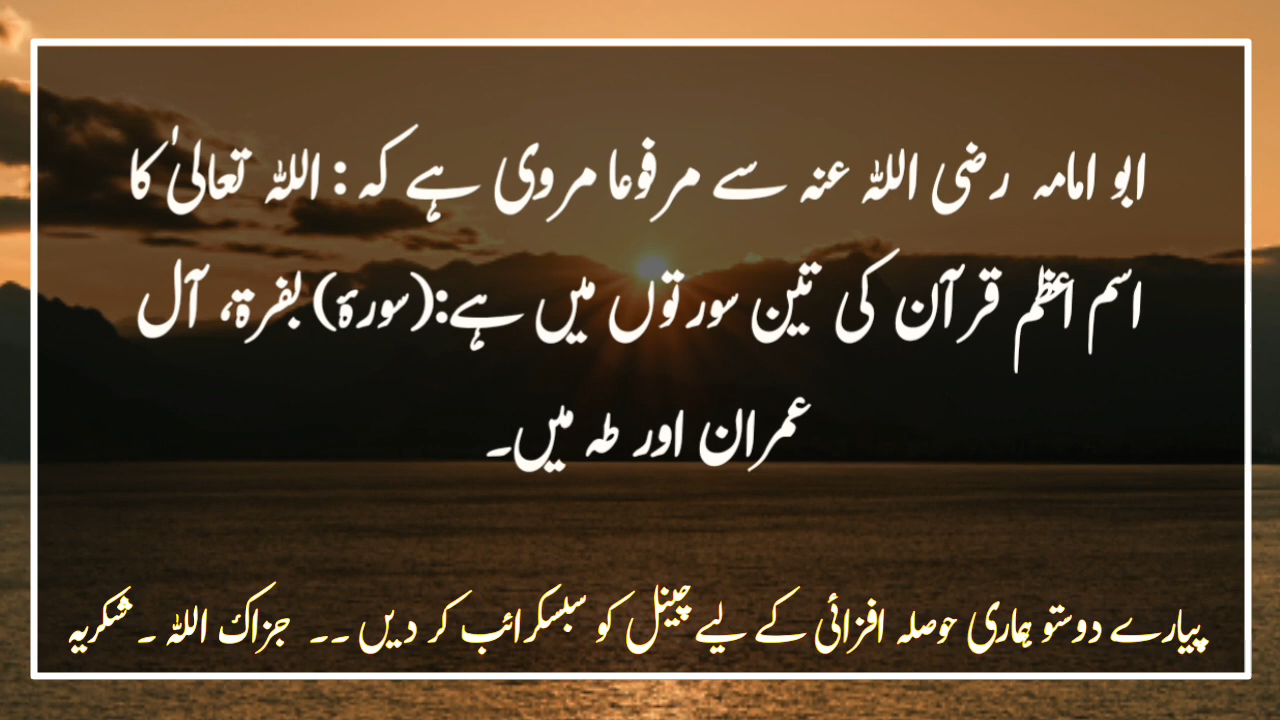 ابو امامہ رضی اللہ عنہ سے مرفوعا مروی ہے کہ : اللہ تعالیٰ کا
اسم اعظم قرآن کی تین سورتوں میں ہے:(سورۃ) بفرۃ، آل
عمران اور طہ میں۔
پیارے دوستو ہماری حوصلہ افزائی کے لیے چینل کو سبسکرائب کر دیں ۔۔ جزاک اللہ ۔ شکریہ